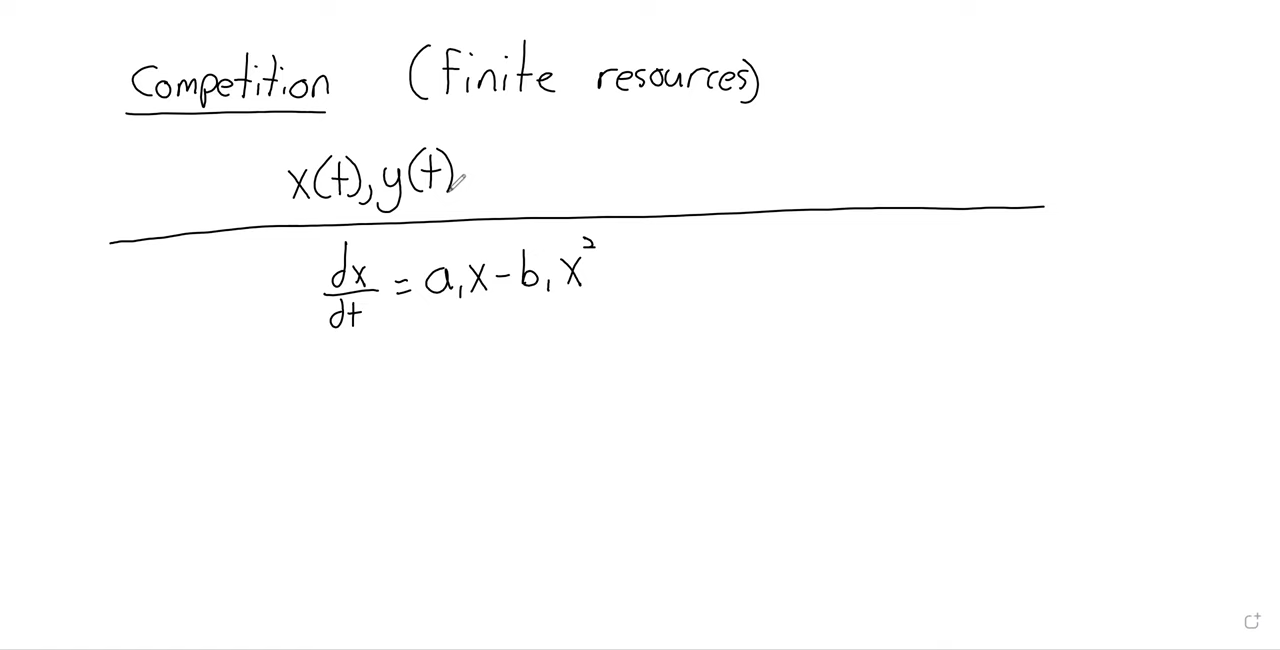 Competition (finite resources)
x(t), y(t)
dx/dt = a₁x - b₁x²